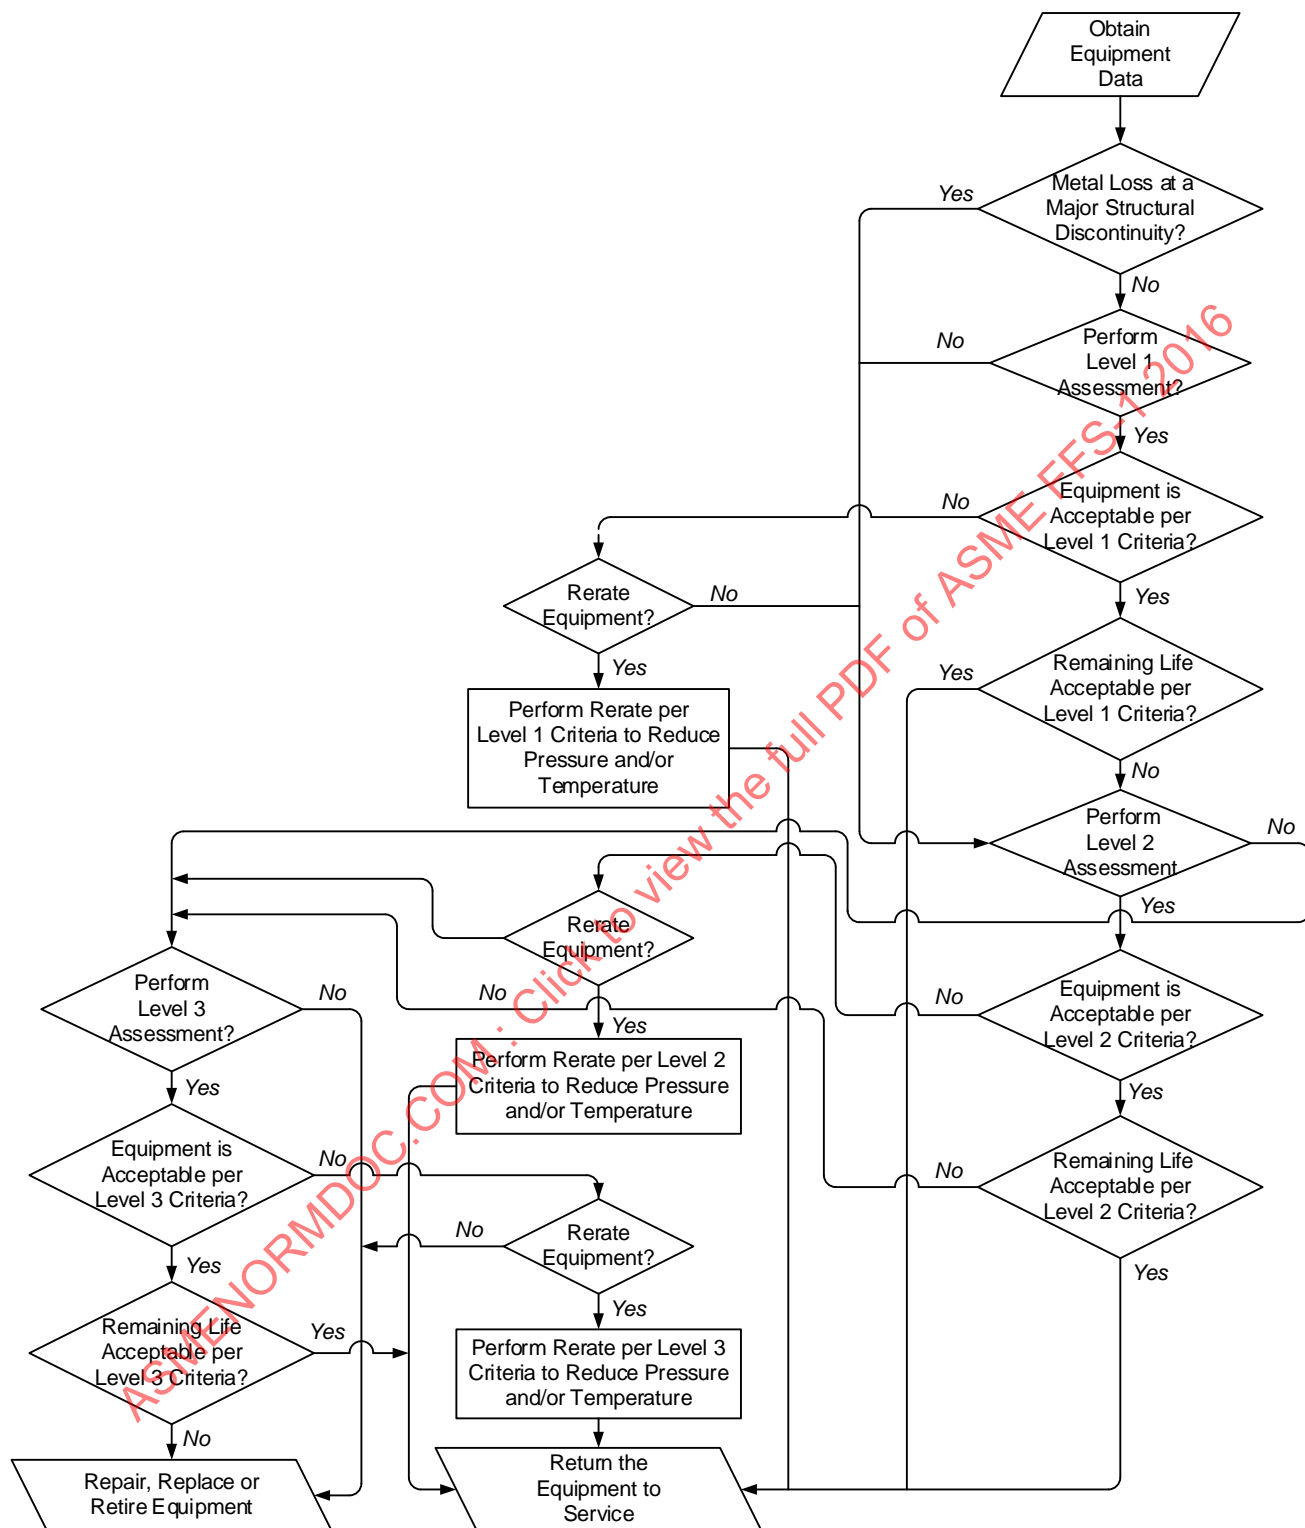 Obtain
Equipment
Data
Metal Loss at a
Major Structural
Discontinuity?
Yes
No
Perform
Level 1
Assessment?
No
Yes
Equipment is
Acceptable per
Level 1 Criteria?
No
Yes
Rerate
Equipment?
No
Yes
Remaining Life
Acceptable per
Level 1 Criteria?
Yes
No
Perform Rerate per
Level 1 Criteria to Reduce
Pressure and/or
Temperature
Perform
Level 2
Assessment
No
Yes
Rerate
Equipment?
No
Yes
Equipment is
Acceptable per
Level 2 Criteria?
No
Yes
Perform
Level 3
Assessment?
No
Yes
Perform Rerate per Level 2
Criteria to Reduce Pressure
and/or Temperature
Remaining Life
Acceptable per
Level 2 Criteria?
No
Yes
Equipment is
Acceptable per
Level 3 Criteria?
No
Yes
Rerate
Equipment?
No
Yes
Remaining Life
Acceptable per
Level 3 Criteria?
Yes
No
Perform Rerate per Level 3
Criteria to Reduce Pressure
and/or Temperature
Repair, Replace or
Retire Equipment
Return the
Equipment to
Service
ASMENORMDOC.COM : Click to view the full PDF of ASME FFS-1 2016